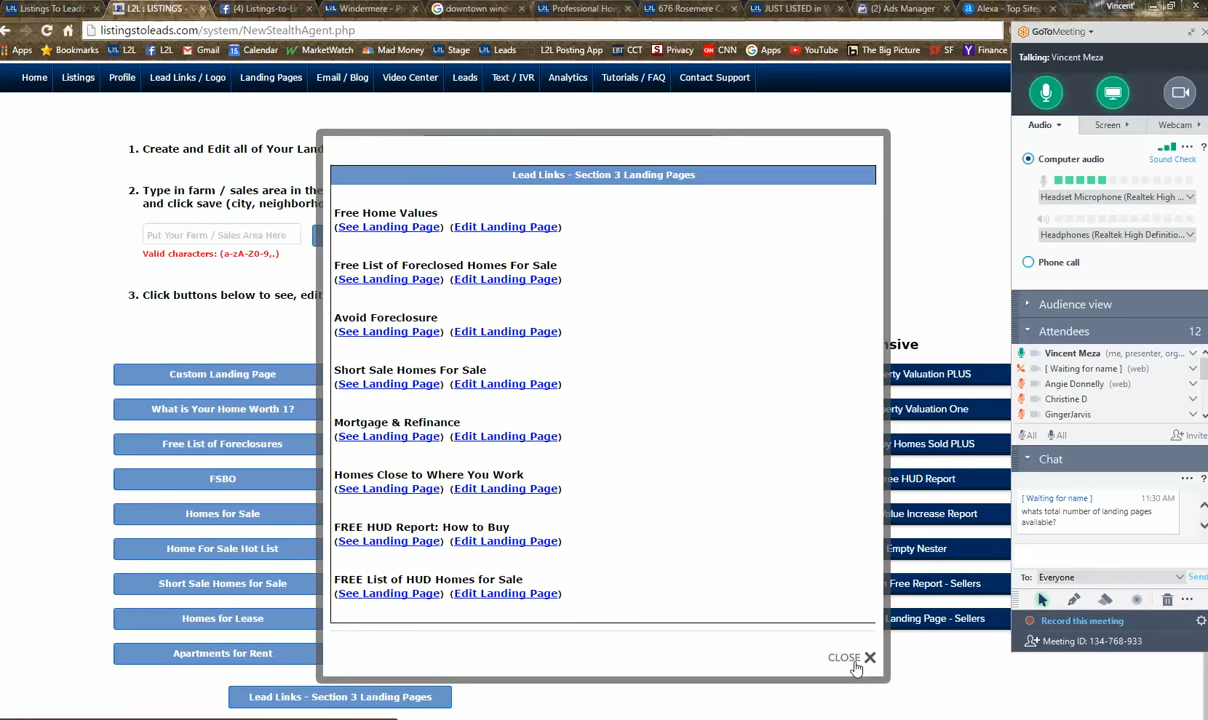 Listings To Leads
L2L : LISTINGS
(4) Listings-to-L
Windermere - P
downtown wind
Professional Ho
676 Rosemere C
JUST LISTED in
(2) Ads Manager
Alexa - Top Sites
Vincent
listingstoleads.com/system/NewStealthAgent.php
Apps Bookmarks L2L F2L Gmail Calendar MarketWatch Mad Money Stage Leads L2L Posting App CCT Privacy CNN Apps YouTube The Big Picture SF Finance
Home Listings Profile Lead Links / Logo Landing Pages Email / Blog Video Center Leads Text / IVR Analytics Tutorials / FAQ Contact Support
1. Create and Edit all of Your Lan
2. Type in farm / sales area in the
and click save (city, neighborho
Put Your Farm / Sales Area Here
Valid characters: (a-zA-Z0-9,.)
3. Click buttons below to see, edi
nsive
Custom Landing Page
What is Your Home Worth 1?
Free List of Foreclosures
FSBO
Homes for Sale
Home For Sale Hot List
Short Sale Homes for Sale
Homes for Lease
Apartments for Rent
Lead Links - Section 3 Landing Pages
Lead Links - Section 3 Landing Pages
Free Home Values
(See Landing Page) (Edit Landing Page)
Free List of Foreclosed Homes For Sale
(See Landing Page) (Edit Landing Page)
Avoid Foreclosure
(See Landing Page) (Edit Landing Page)
Short Sale Homes For Sale
(See Landing Page) (Edit Landing Page)
Mortgage & Refinance
(See Landing Page) (Edit Landing Page)
Homes Close to Where You Work
(See Landing Page) (Edit Landing Page)
FREE HUD Report: How to Buy
(See Landing Page) (Edit Landing Page)
FREE List of HUD Homes for Sale
(See Landing Page) (Edit Landing Page)
CLOSE
erty Valuation PLUS
erty Valuation One
by Homes Sold PLUS
ree HUD Report
Value Increase Report
Empty Nester
n Free Report - Sellers
Landing Page - Sellers
GoToMeeting
Talking: Vincent Meza
Audio Screen Webcam
Computer audio
Sound Check
Headset Microphone (Realtek High ...
Headphones (Realtek High Definitio...
Phone call
Audience view
Attendees 12
Vincent Meza (me, presenter, org...
[ Waiting for name ] (web)
Angie Donnelly (web)
Christine D
GingerJarvis
All All Invite
Chat
[ Waiting for name ] 11:30 AM
whats total number of landing pages
available?
To: Everyone Send
Record this meeting
Meeting ID: 134-768-933